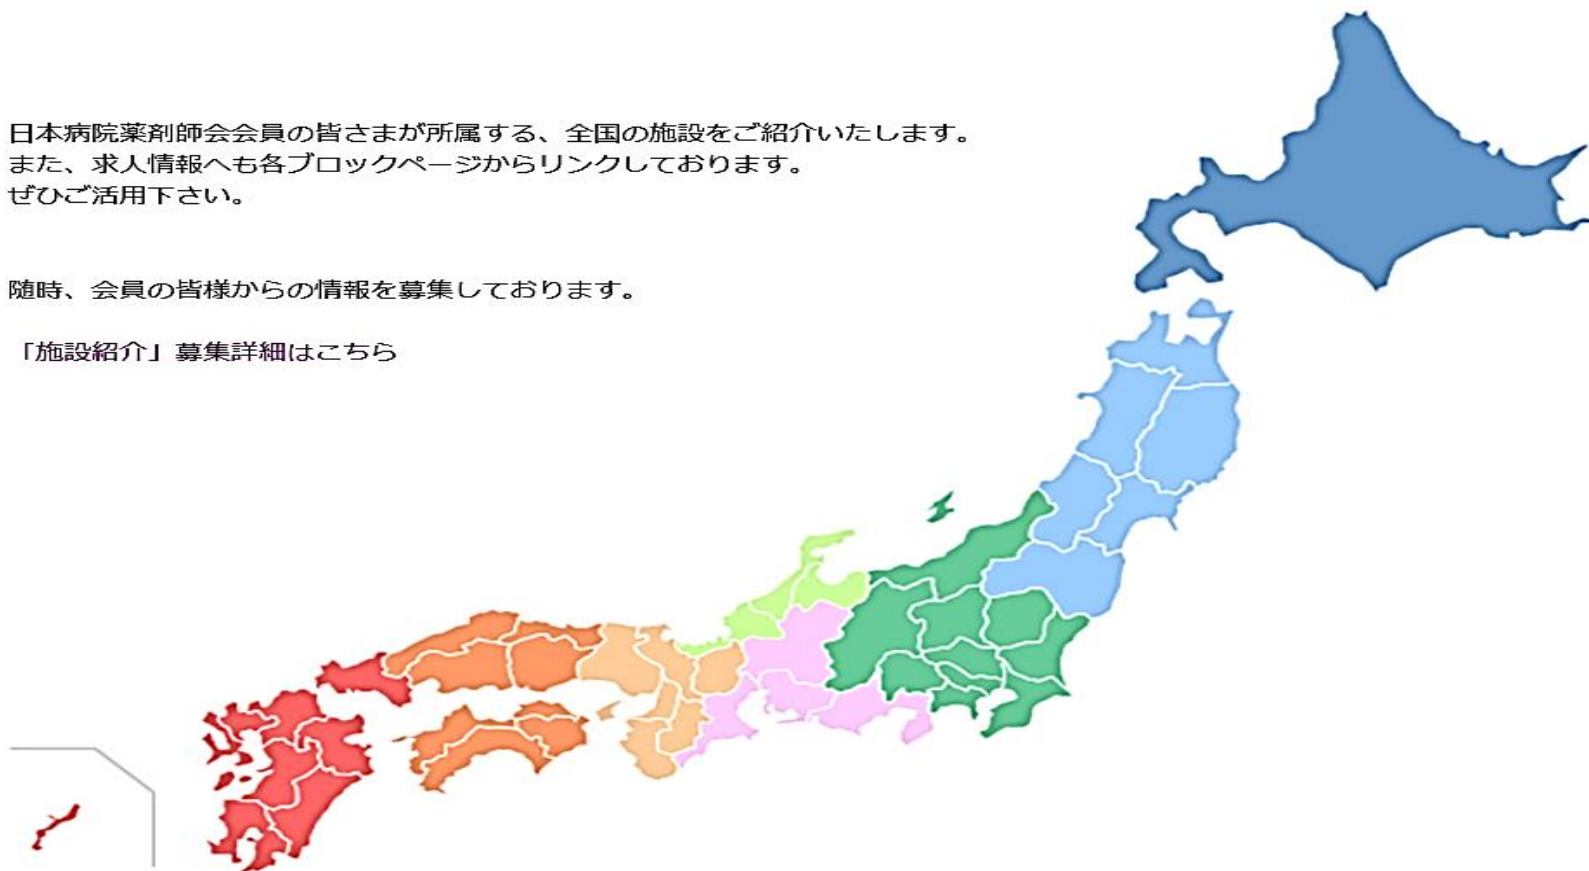 日本病院薬剤師会会員の皆さまが所属する、全国の施設をご紹介いたします。
また、求人情報へも各ブロックページからリンクしております。
ぜひご活用下さい。
随時、会員の皆様からの情報を募集しております。
「施設紹介」募集詳細はこちら